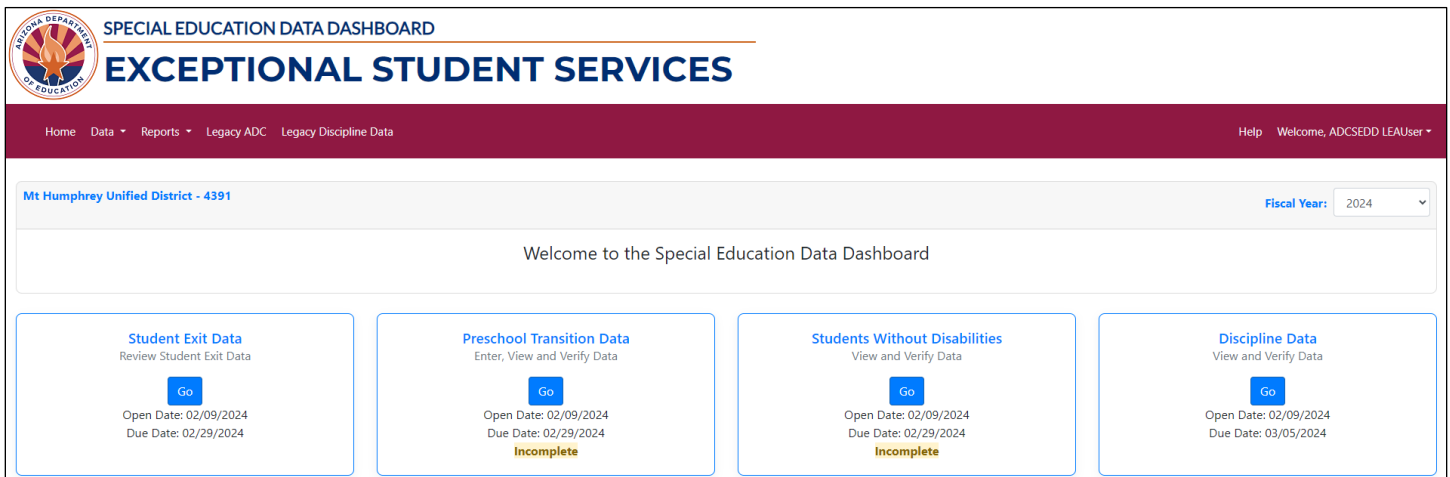 ARIZONA DEPARTMENT
OF EDUCATION
SPECIAL EDUCATION DATA DASHBOARD
EXCEPTIONAL STUDENT SERVICES
Home Data Reports Legacy ADC Legacy Discipline Data Help Welcome, ADCSEDD LEAUser
Mt Humphrey Unified District - 4391 Fiscal Year: 2024
Welcome to the Special Education Data Dashboard
Student Exit Data
Review Student Exit Data
Go
Open Date: 02/09/2024
Due Date: 02/29/2024
Preschool Transition Data
Enter, View and Verify Data
Go
Open Date: 02/09/2024
Due Date: 02/29/2024
Incomplete
Students Without Disabilities
View and Verify Data
Go
Open Date: 02/09/2024
Due Date: 02/29/2024
Incomplete
Discipline Data
View and Verify Data
Go
Open Date: 02/09/2024
Due Date: 03/05/2024